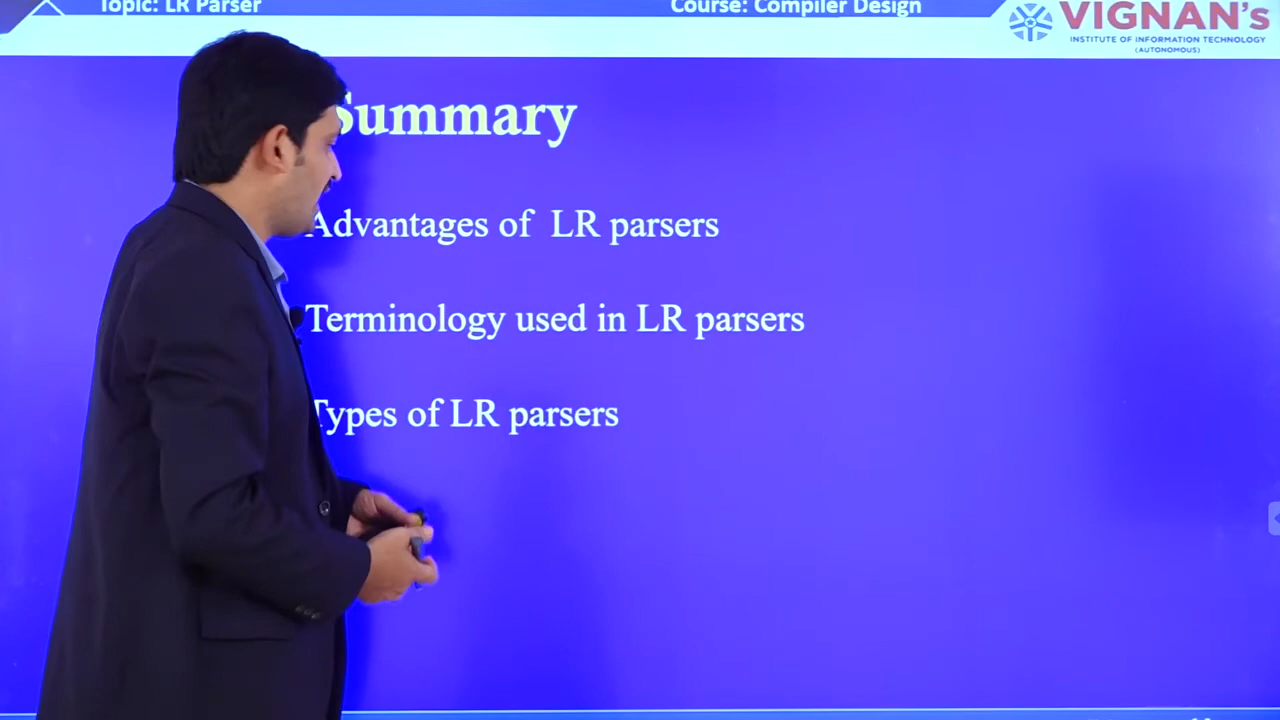 Topic: LR Parser
Course: Compiler Design
VIGNAN's
INSTITUTE OF INFORMATION TECHNOLOGY
(AUTONOMOUS)
Summary
Advantages of LR parsers
Terminology used in LR parsers
Types of LR parsers